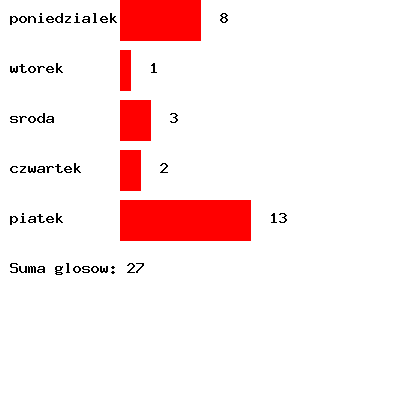 poniedzialek 8
wtorek 1
sroda 3
czwartek 2
piatek 13
Suma glosow: 27